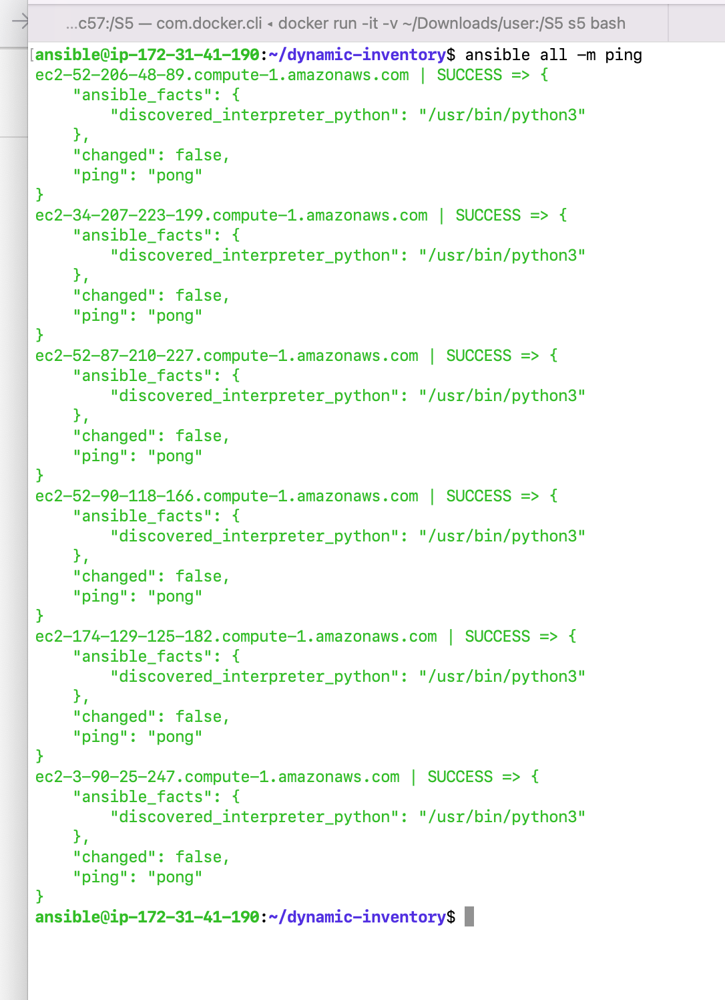 ...c57:/S5 — com.docker.cli ◂ docker run -it -v ~/Downloads/user:/S5 s5 bash
[ansible@ip-172-31-41-190:~/dynamic-inventory$ ansible all -m ping
ec2-52-206-48-89.compute-1.amazonaws.com | SUCCESS => {
    "ansible_facts": {
        "discovered_interpreter_python": "/usr/bin/python3"
    },
    "changed": false,
    "ping": "pong"
}
ec2-34-207-223-199.compute-1.amazonaws.com | SUCCESS => {
    "ansible_facts": {
        "discovered_interpreter_python": "/usr/bin/python3"
    },
    "changed": false,
    "ping": "pong"
}
ec2-52-87-210-227.compute-1.amazonaws.com | SUCCESS => {
    "ansible_facts": {
        "discovered_interpreter_python": "/usr/bin/python3"
    },
    "changed": false,
    "ping": "pong"
}
ec2-52-90-118-166.compute-1.amazonaws.com | SUCCESS => {
    "ansible_facts": {
        "discovered_interpreter_python": "/usr/bin/python3"
    },
    "changed": false,
    "ping": "pong"
}
ec2-174-129-125-182.compute-1.amazonaws.com | SUCCESS => {
    "ansible_facts": {
        "discovered_interpreter_python": "/usr/bin/python3"
    },
    "changed": false,
    "ping": "pong"
}
ec2-3-90-25-247.compute-1.amazonaws.com | SUCCESS => {
    "ansible_facts": {
        "discovered_interpreter_python": "/usr/bin/python3"
    },
    "changed": false,
    "ping": "pong"
}
ansible@ip-172-31-41-190:~/dynamic-inventory$